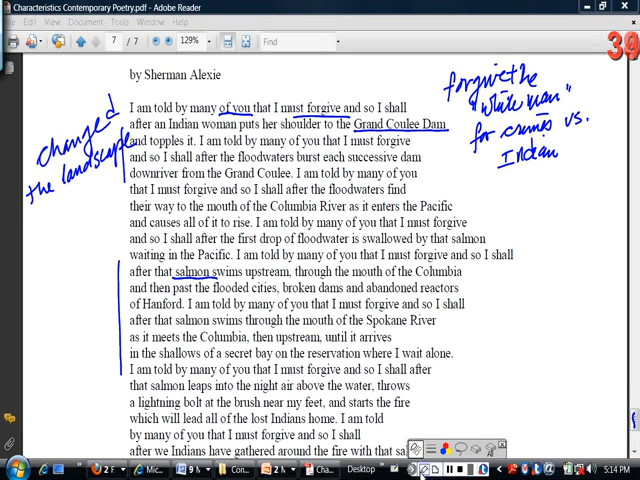 Characteristics Contemporary Poetry.pdf - Adobe Reader
File Edit View Document Tools Window Help
7 / 7 129% Find
39
by Sherman Alexie
I am told by many of you that I must forgive and so I shall
after an Indian woman puts her shoulder to the Grand Coulee Dam
and topples it. I am told by many of you that I must forgive
and so I shall after the floodwaters burst each successive dam
downriver from the Grand Coulee. I am told by many of you
that I must forgive and so I shall after the floodwaters find
their way to the mouth of the Columbia River as it enters the Pacific
and causes all of it to rise. I am told by many of you that I must forgive
and so I shall after the first drop of floodwater is swallowed by that salmon
waiting in the Pacific. I am told by many of you that I must forgive and so I shall
after that salmon swims upstream, through the mouth of the Columbia
and then past the flooded cities, broken dams and abandoned reactors
of Hanford. I am told by many of you that I must forgive and so I shall
after that salmon swims through the mouth of the Spokane River
as it meets the Columbia, then upstream, until it arrives
in the shallows of a secret bay on the reservation where I wait alone.
I am told by many of you that I must forgive and so I shall after
that salmon leaps into the night air above the water, throws
a lightning bolt at the brush near my feet, and starts the fire
which will lead all of the lost Indians home. I am told
by many of you that I must forgive and so I shall
after we Indians have gathered around the fire with that sal
changed
the landscape
forgive the
"white man"
for crimes vs.
Indian
Start 2 F Micr 9 W Con Cha Desktop 5:14 PM